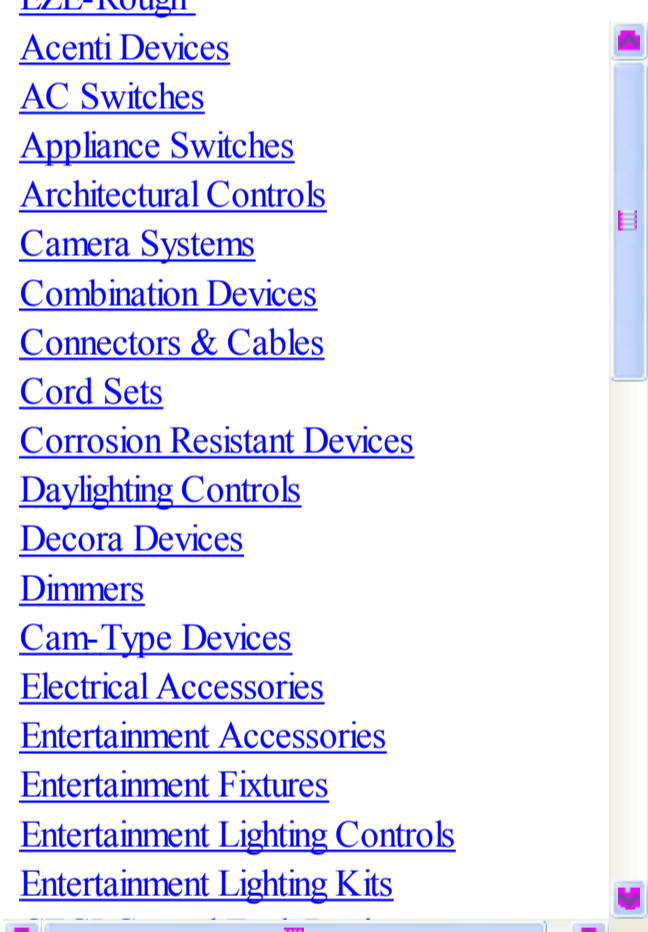 EZE-Rough
Acenti Devices
AC Switches
Appliance Switches
Architectural Controls
Camera Systems
Combination Devices
Connectors & Cables
Cord Sets
Corrosion Resistant Devices
Daylighting Controls
Decora Devices
Dimmers
Cam-Type Devices
Electrical Accessories
Entertainment Accessories
Entertainment Fixtures
Entertainment Lighting Controls
Entertainment Lighting Kits